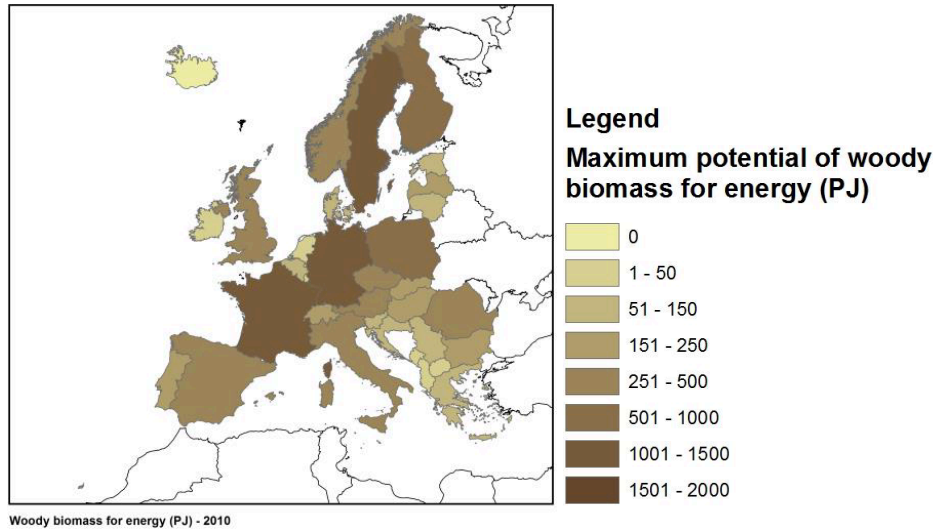 Legend
Maximum potential of woody
biomass for energy (PJ)
0
1 - 50
51 - 150
151 - 250
251 - 500
501 - 1000
1001 - 1500
1501 - 2000
Woody biomass for energy (PJ) - 2010